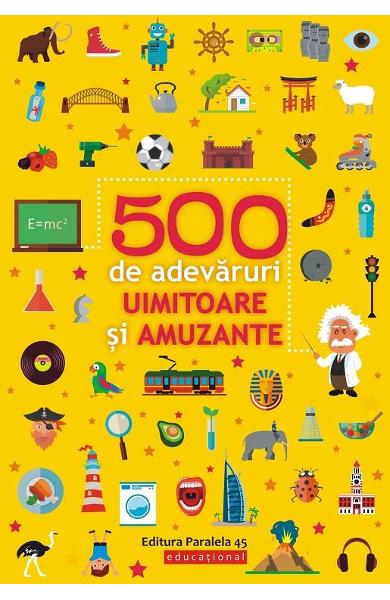 E=mc²
500
de adevăruri
UIMITOARE
și AMUZANTE
Editura Paralela 45
educațional